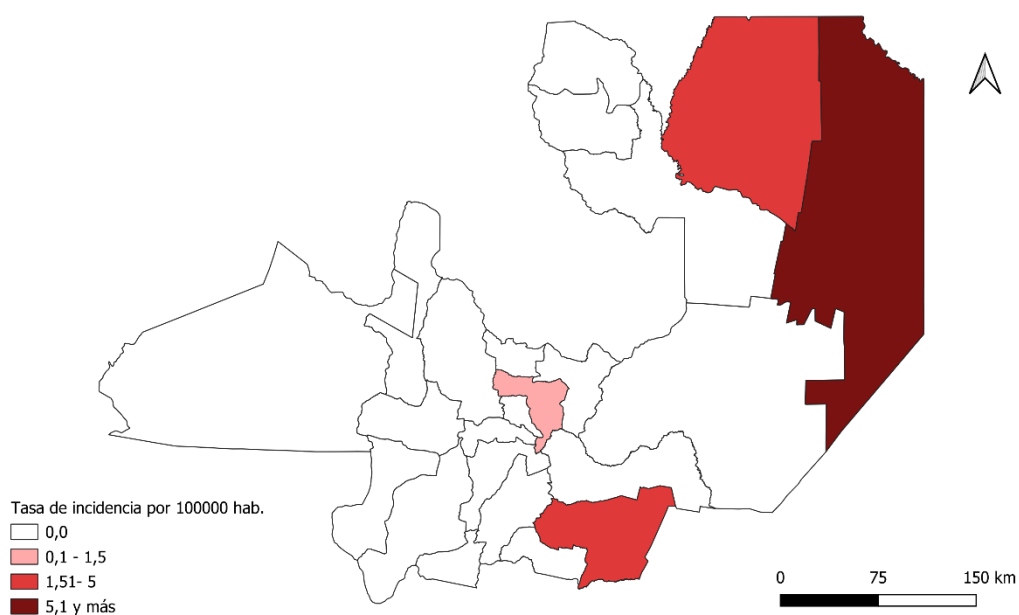 Tasa de incidencia por 100000 hab.
0,0
0,1 - 1,5
1,51- 5
5,1 y más
0 75 150 km